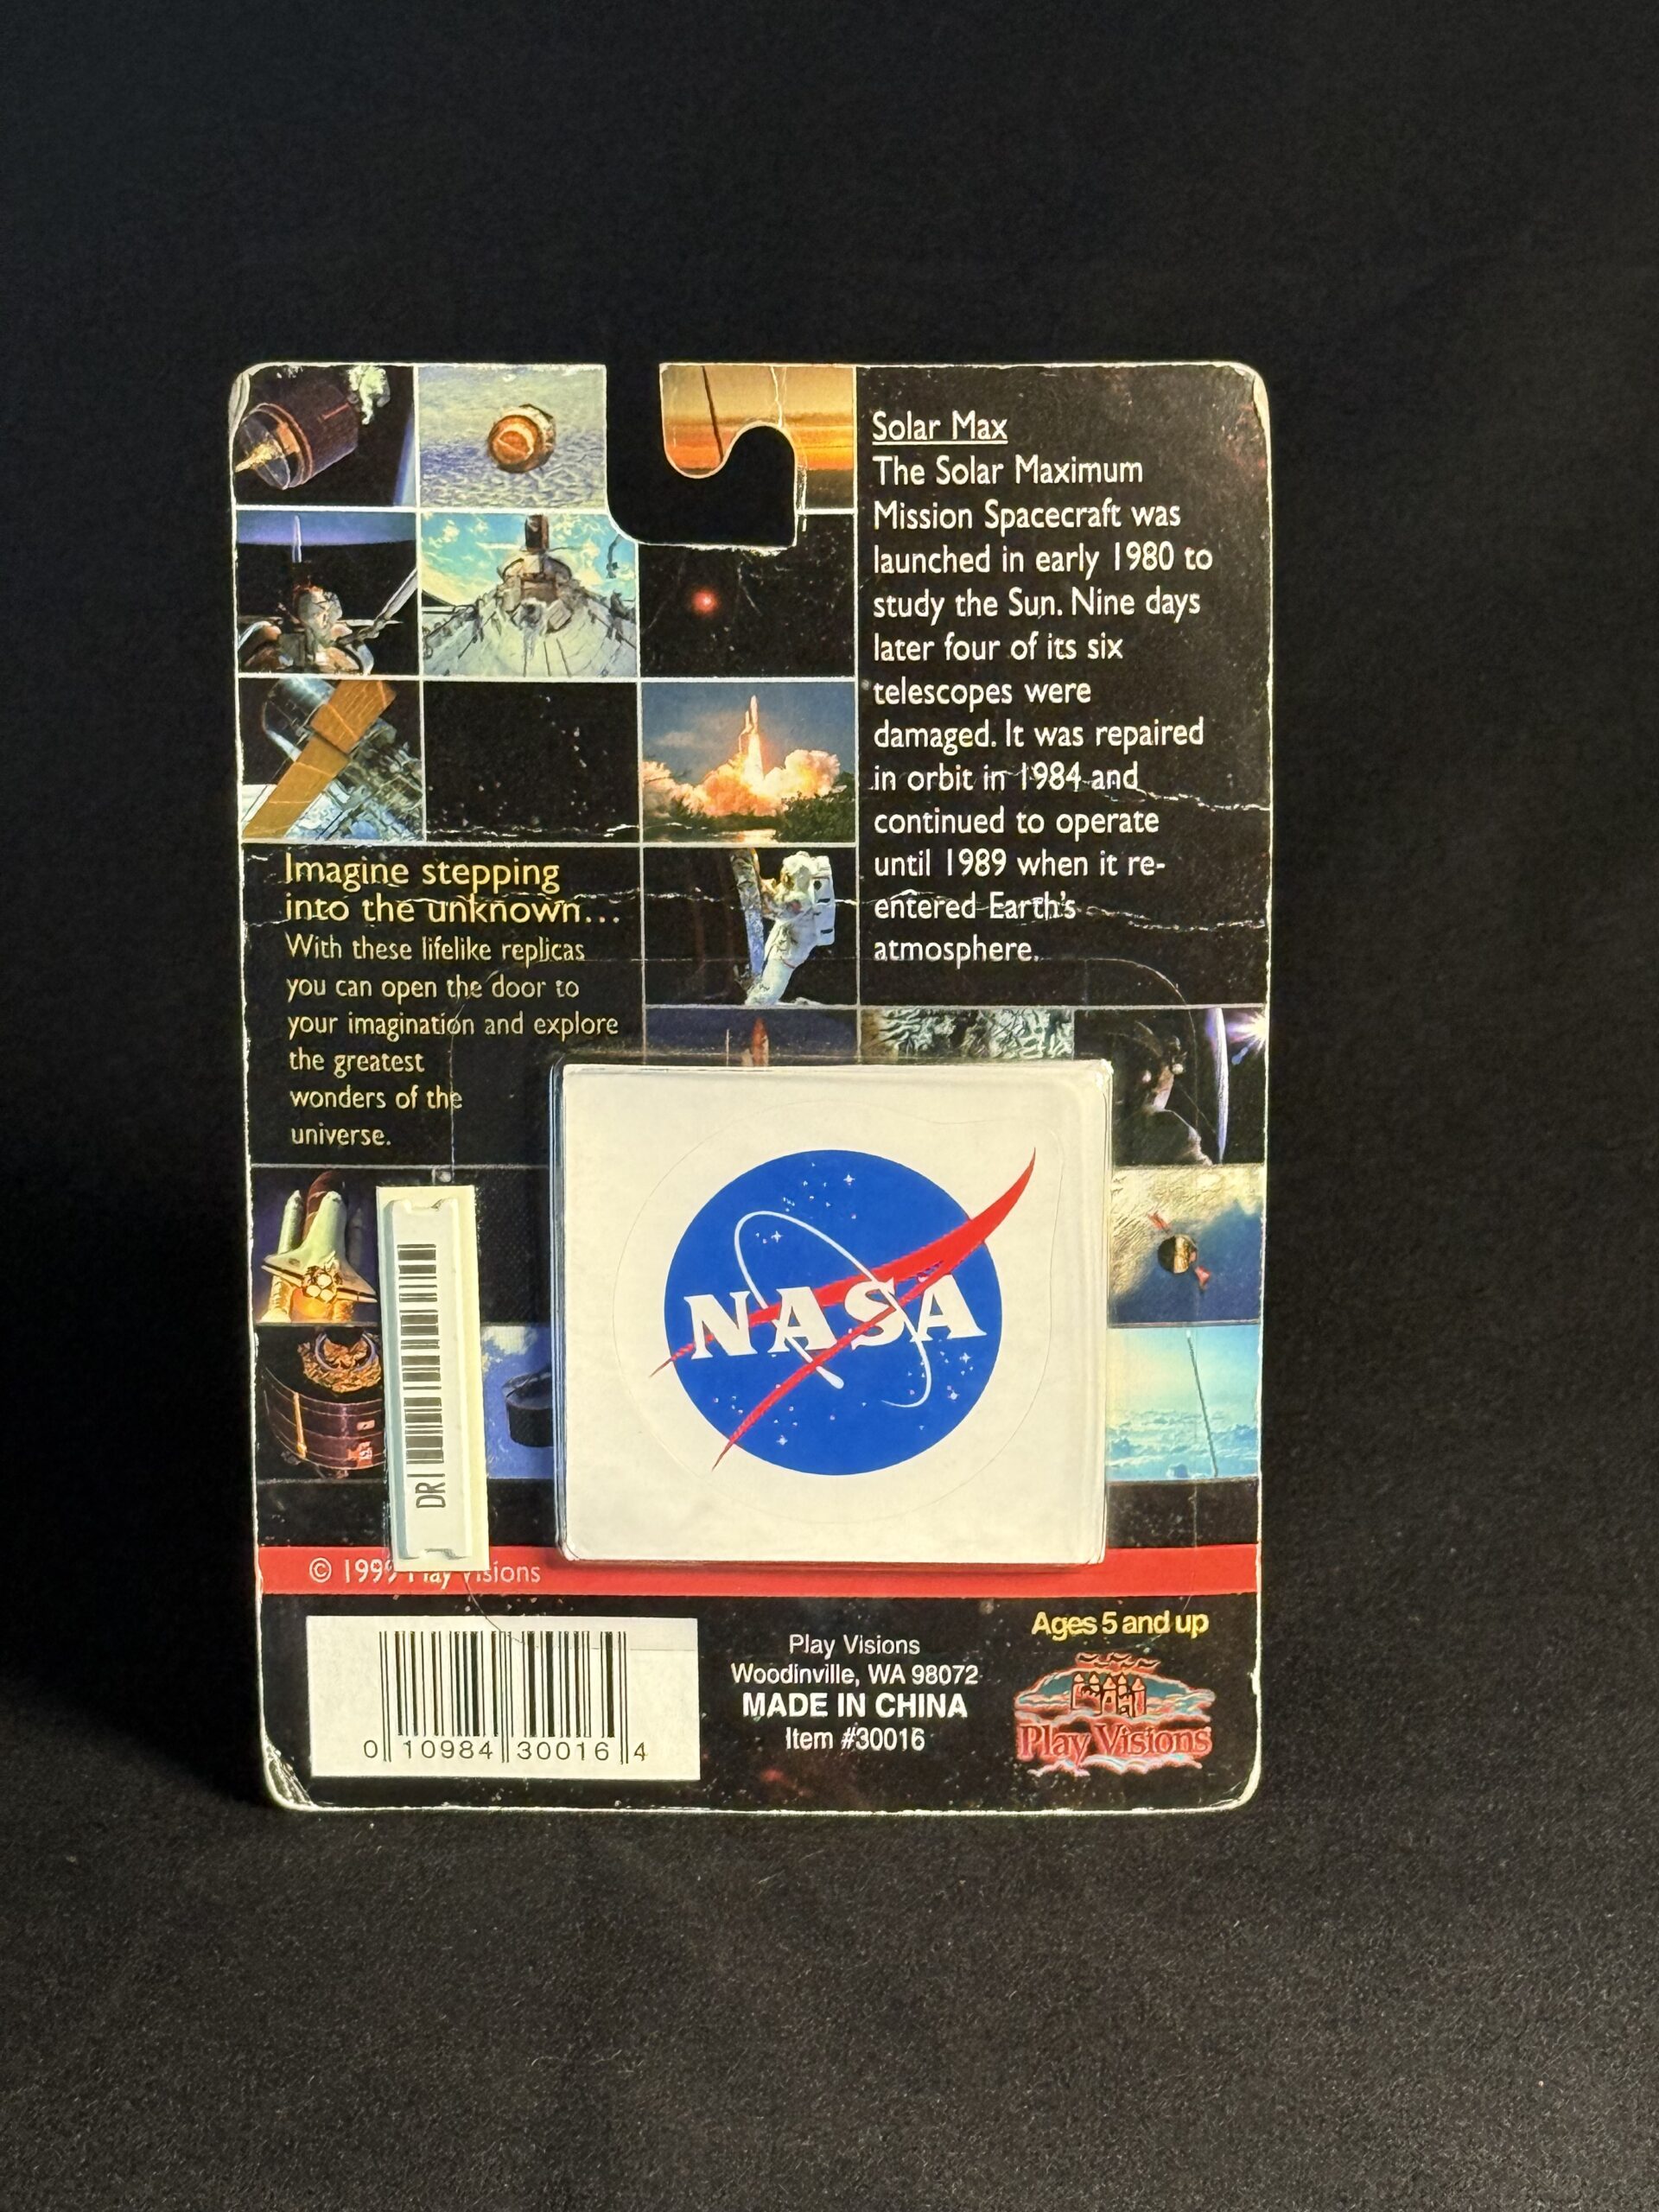 Solar Max
The Solar Maximum
Mission Spacecraft was
launched in early 1980 to
study the Sun. Nine days
later four of its six
telescopes were
damaged. It was repaired
in orbit in 1984 and
continued to operate
until 1989 when it re-
entered Earth's
atmosphere.
Imagine stepping
into the unknown...
With these lifelike replicas
you can open the door to
your imagination and explore
the greatest
wonders of the
universe.
NASA
DRI
© 1999 Play Visions
0 10984 30016 4
Play Visions
Woodinville, WA 98072
MADE IN CHINA
Item #30016
Ages 5 and up
Play Visions